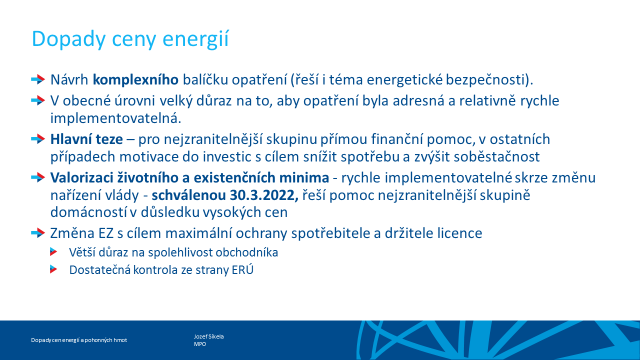 Dopady ceny energií
Návrh komplexního balíčku opatření (řeší i téma energetické bezpečnosti).
V obecné úrovni velký důraz na to, aby opatření byla adresná a relativně rychle
implementovatelná.
Hlavní teze – pro nejzranitelnější skupinu přímou finanční pomoc, v ostatních
případech motivace do investic s cílem snížit spotřebu a zvýšit soběstačnost
Valorizaci životního a existenčních minima - rychle implementovatelné skrze změnu
nařízení vlády - schválenou 30.3.2022, řeší pomoc nejzranitelnější skupině
domácností v důsledku vysokých cen
Změna EZ s cílem maximální ochrany spotřebitele a držitele licence
Větší důraz na spolehlivost obchodníka
Dostatečná kontrola ze strany ERÚ
Dopady cen energií a pohonných hmot
Jozef Síkela
MPO